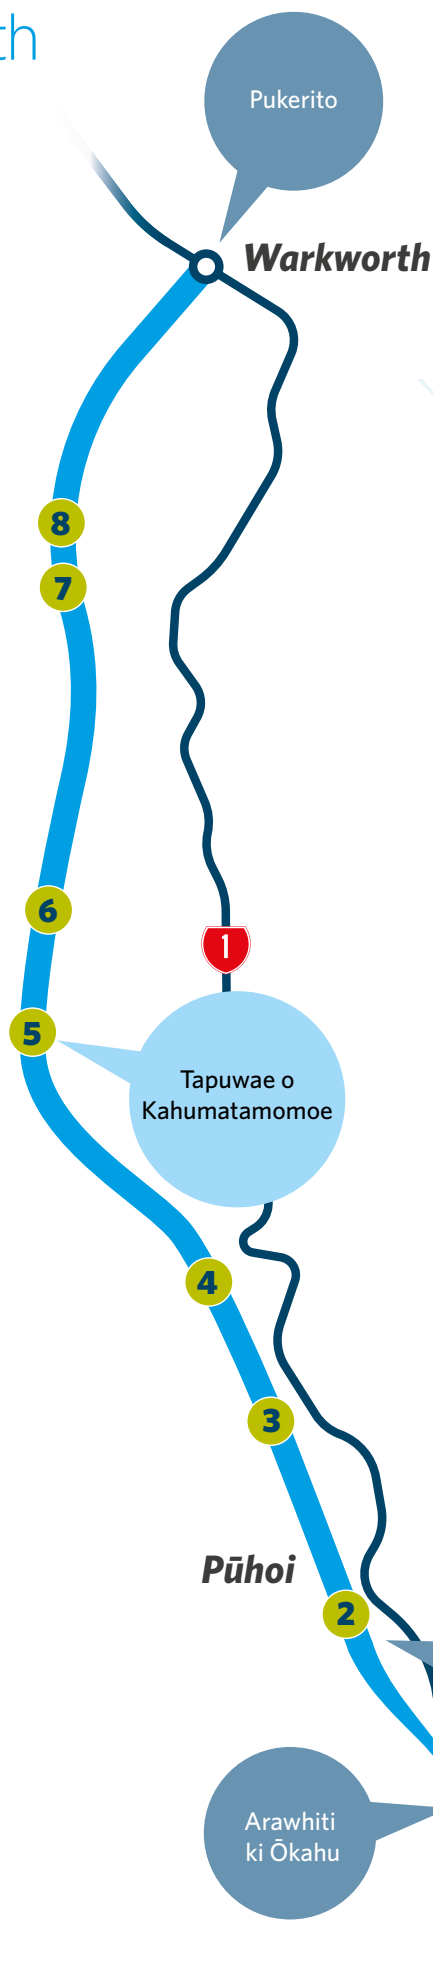 th
Pukerito
Warkworth
8
7
6
1
5
Tapuwae o
Kahumatamomoe
4
3
Pūhoi
2
Arawhiti
ki Ōkahu